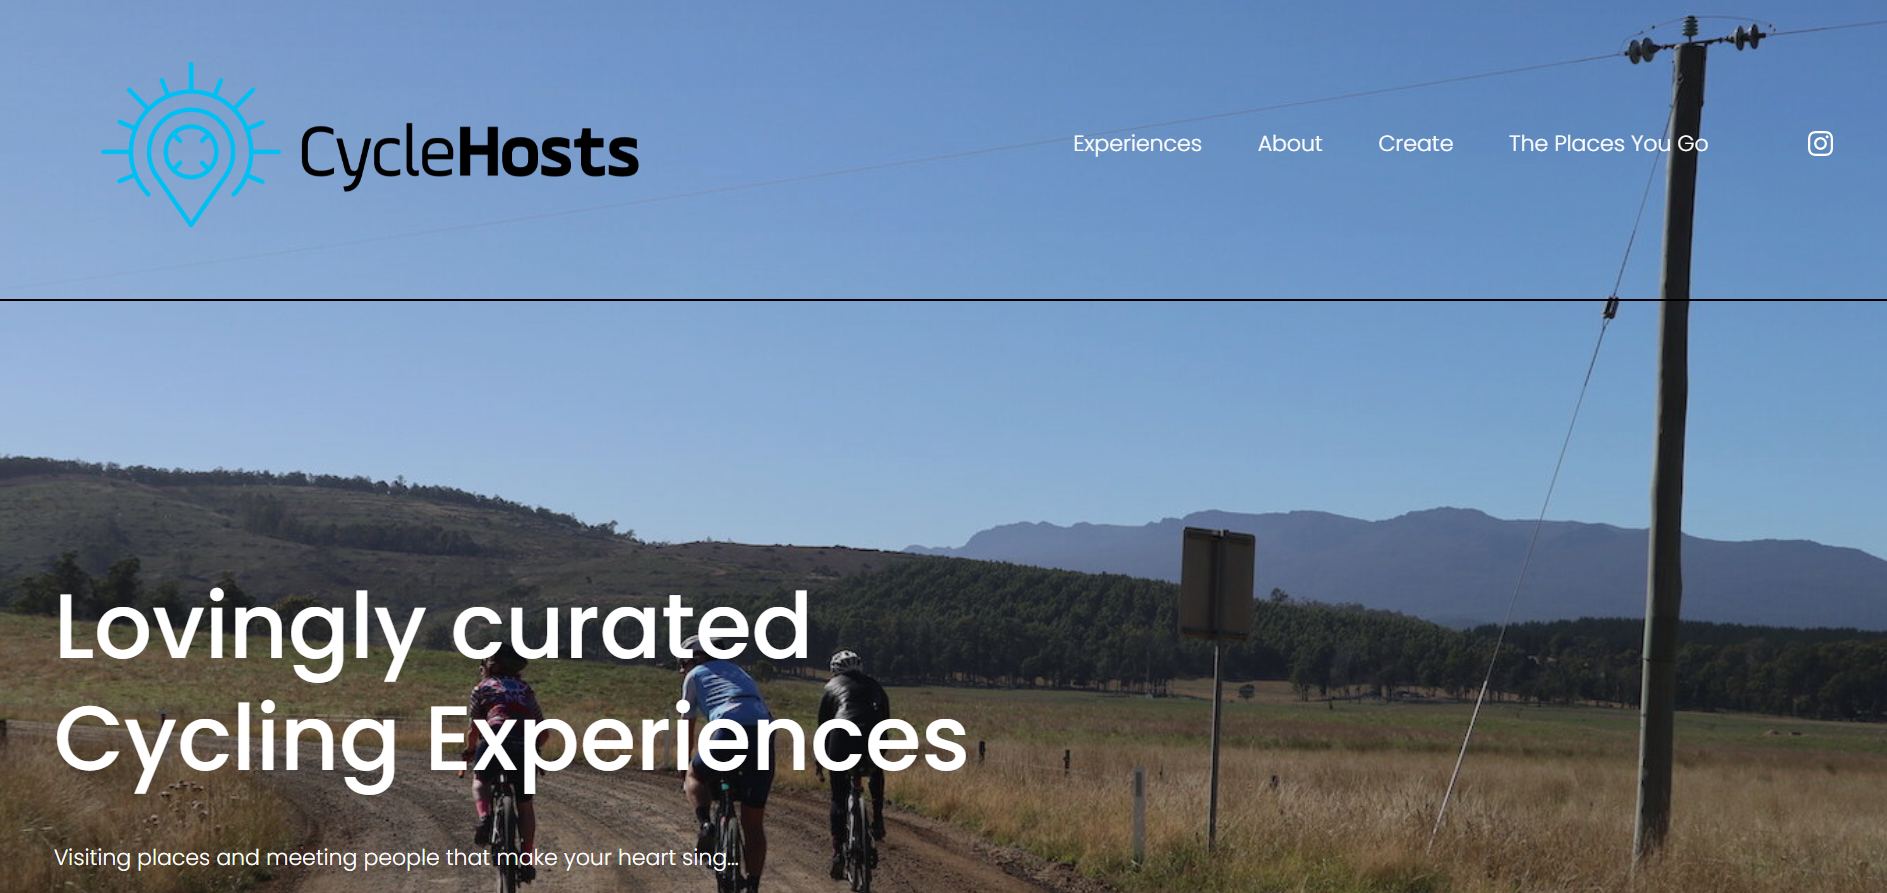 CycleHosts
Experiences About Create The Places You Go
Lovingly curated
Cycling Experiences
Visiting places and meeting people that make your heart sing...